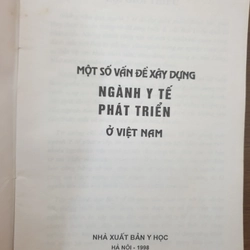 MỘT SỐ VẤN ĐỀ XÂY DỰNG
NGÀNH Y TẾ
PHÁT TRIỂN
Ở VIỆT NAM
NHÀ XUẤT BẢN Y HỌC
HÀ NỘI - 1998